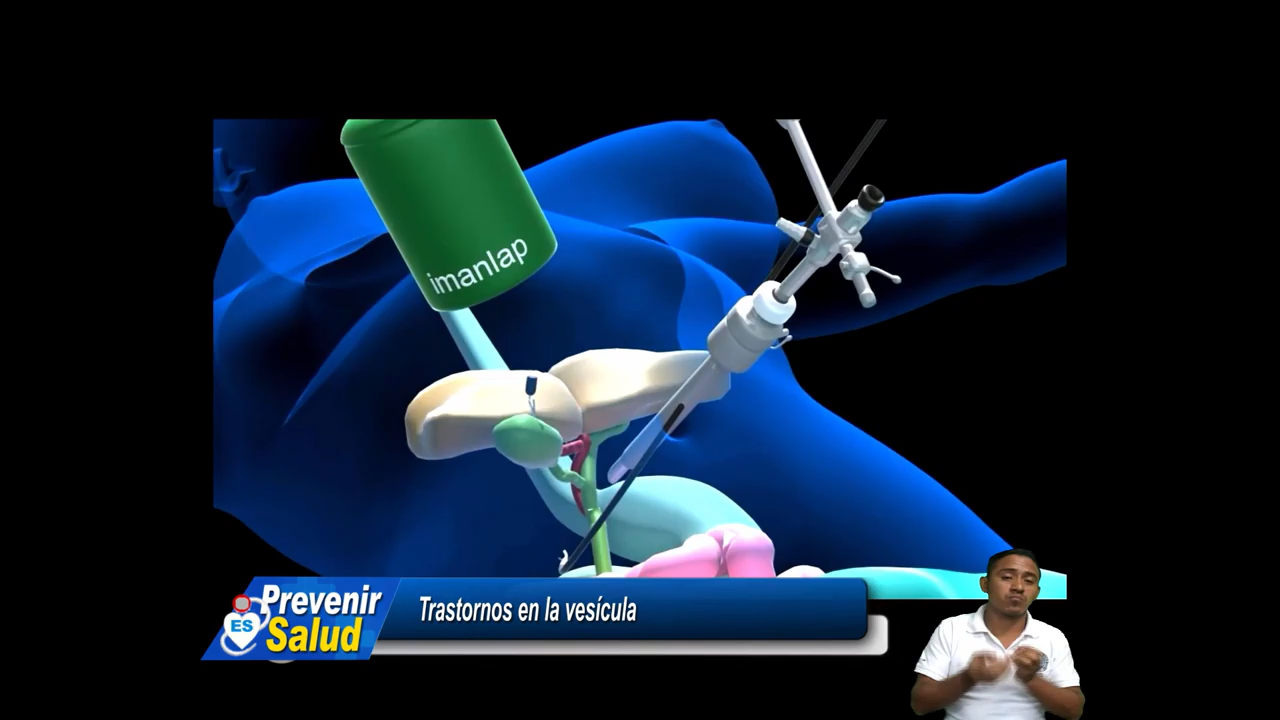 imanlap
Prevenir
ES
Salud
Trastornos en la vesícula